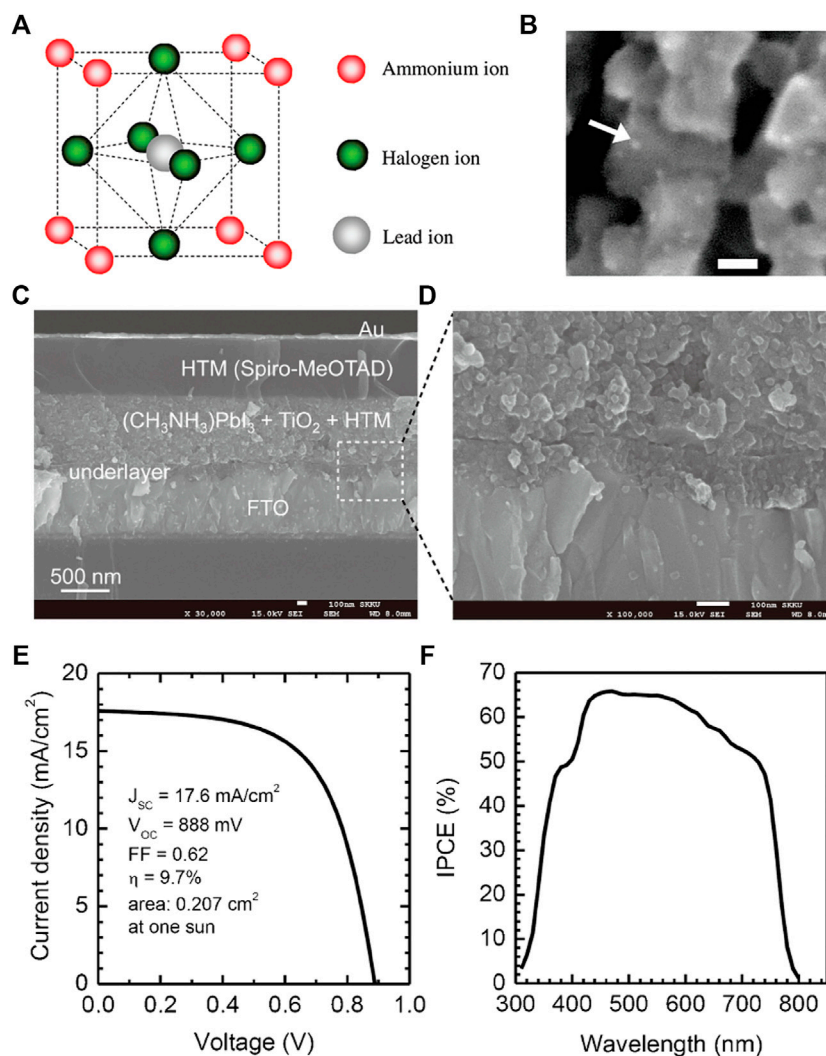 A
Ammonium ion
Halogen ion
Lead ion
B
C
Au
HTM (Spiro-MeOTAD)
(CH₃NH₃)PbI₃ + TiO₂ + HTM
underlayer
FTO
500 nm
100nm SKKU
X 30,000 15.0kV SEI SEM WD 8.0mm
D
100nm SKKU
X 100,000 15.0kV SEI SEM WD 8.0mm
E
Current density (mA/cm²)
20
15
10
5
0
J_SC = 17.6 mA/cm²
V_OC = 888 mV
FF = 0.62
η = 9.7%
area: 0.207 cm²
at one sun
0.0 0.2 0.4 0.6 0.8 1.0
Voltage (V)
F
IPCE (%)
70
60
50
40
30
20
10
0
300 400 500 600 700 800
Wavelength (nm)